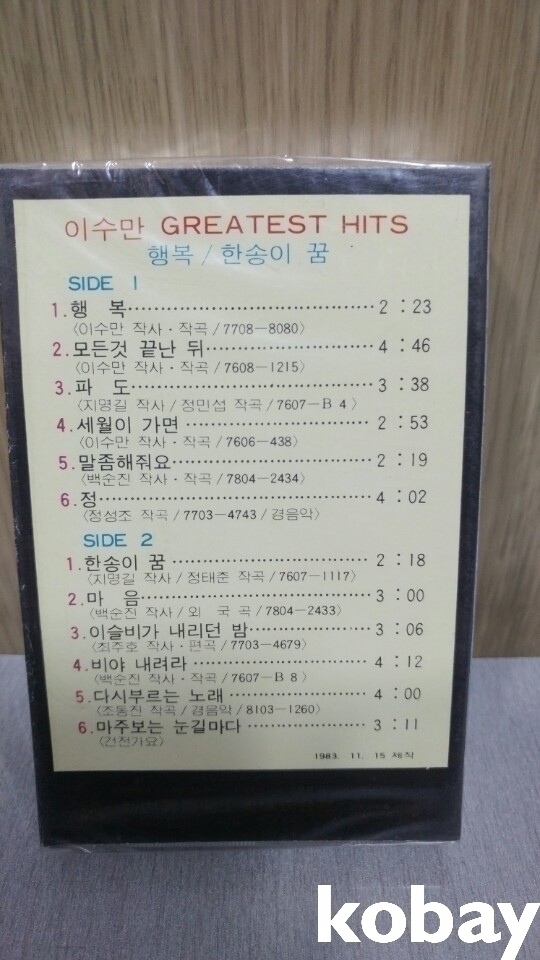 이수만 GREATEST HITS
행복 / 한송이 꿈
SIDE 1
1. 행 복 2 : 23
〈이수만 작사·작곡 / 7708-8080〉
2. 모든것 끝난 뒤 4 : 46
〈이수만 작사·작곡 / 7608-1215〉
3. 파 도 3 : 38
〈지명길 작사 / 정민섭 작곡 / 7607-B 4〉
4. 세월이 가면 2 : 53
〈이수만 작사·작곡 / 7606-438〉
5. 말좀해줘요 2 : 19
〈백순진 작사·작곡 / 7804-2434〉
6. 정 4 : 02
〈정성조 작곡 / 7703-4743 / 경음악〉
SIDE 2
1. 한송이 꿈 2 : 18
〈지명길 작사 / 정태춘 작곡 / 7607-1117〉
2. 마 음 3 : 00
〈백순진 작사 / 외 국 곡 / 7804-2433〉
3. 이슬비가 내리던 밤 3 : 06
〈최주호 작사·편곡 / 7703-4679〉
4. 비야 내려라 4 : 12
〈백순진 작사·작곡 / 7607-B 8〉
5. 다시부르는 노래 4 : 00
〈조동진 작곡 / 경음악 / 8103-1260〉
6. 마주보는 눈길마다 3 : 11
〈건전가요〉
1983. 11. 15 제작
kobay